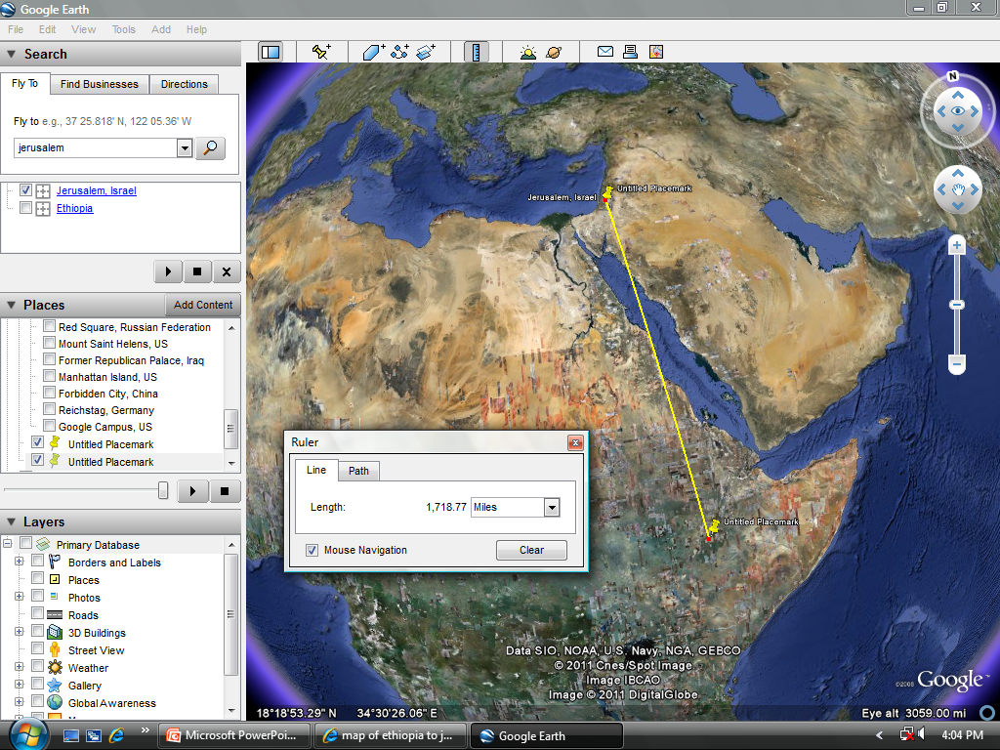 Google Earth
File Edit View Tools Add Help
Search
Fly To Find Businesses Directions
Fly to e.g., 37 25.818' N, 122 05.36' W
jerusalem
Jerusalem, Israel
Ethiopia
Places
Add Content
Red Square, Russian Federation
Mount Saint Helens, US
Former Republican Palace, Iraq
Manhattan Island, US
Forbidden City, China
Reichstag, Germany
Google Campus, US
Untitled Placemark
Untitled Placemark
Layers
Primary Database
Borders and Labels
Places
Photos
Roads
3D Buildings
Street View
Weather
Gallery
Global Awareness
N
Untitled Placemark
Jerusalem, Israel
Untitled Placemark
Ruler
Line Path
Length: 1,718.77 Miles
Mouse Navigation Clear
Data SIO, NOAA, U.S. Navy, NGA, GEBCO
© 2011 Cnes/Spot Image
Image IBCAO
Image © 2011 DigitalGlobe
©2008 Google™
18°18'53.29" N 34°30'26.06" E
Eye alt 3059.00 mi
Microsoft PowerPoi...
map of ethiopia to j...
Google Earth
4:04 PM